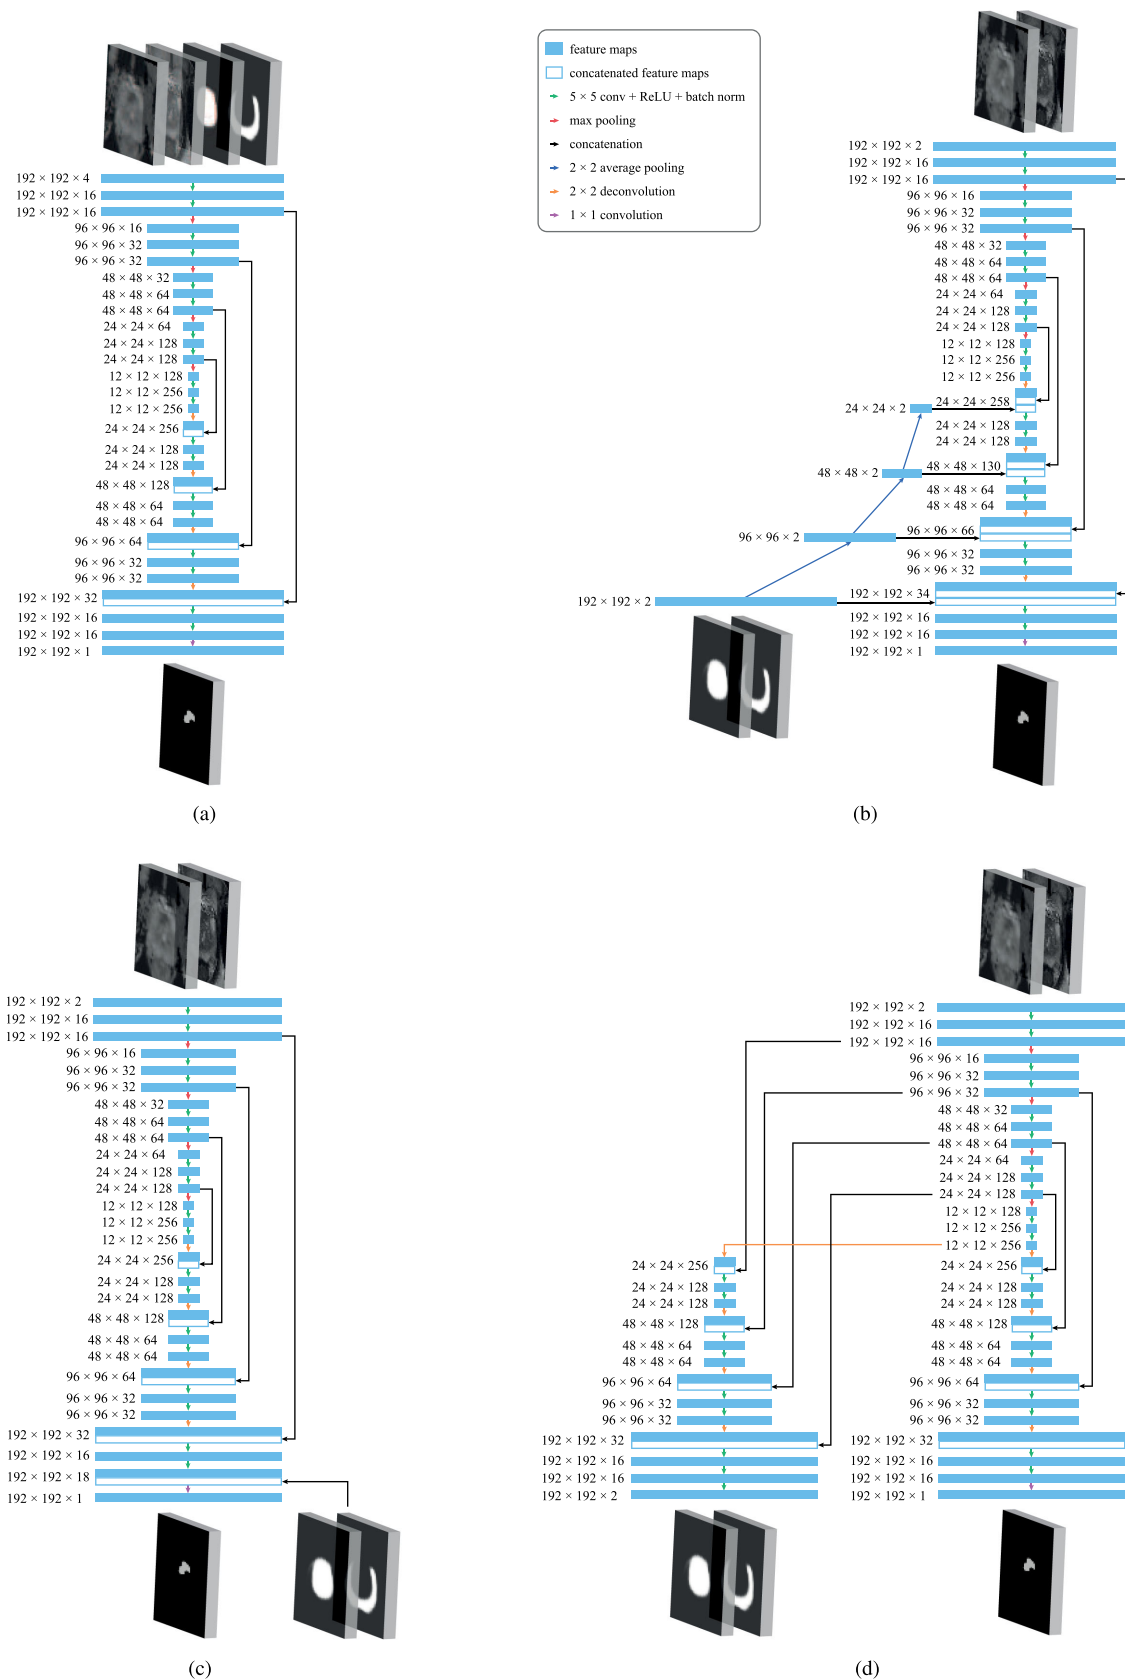 feature maps
concatenated feature maps
5 × 5 conv + ReLU + batch norm
max pooling
concatenation
2 × 2 average pooling
2 × 2 deconvolution
1 × 1 convolution
192 × 192 × 4
192 × 192 × 16
192 × 192 × 16
96 × 96 × 16
96 × 96 × 32
96 × 96 × 32
48 × 48 × 32
48 × 48 × 64
48 × 48 × 64
24 × 24 × 64
24 × 24 × 128
24 × 24 × 128
12 × 12 × 128
12 × 12 × 256
12 × 12 × 256
24 × 24 × 256
24 × 24 × 128
24 × 24 × 128
48 × 48 × 128
48 × 48 × 64
48 × 48 × 64
96 × 96 × 64
96 × 96 × 32
96 × 96 × 32
192 × 192 × 32
192 × 192 × 16
192 × 192 × 16
192 × 192 × 1
(a)
192 × 192 × 2
192 × 192 × 16
192 × 192 × 16
96 × 96 × 16
96 × 96 × 32
96 × 96 × 32
48 × 48 × 32
48 × 48 × 64
48 × 48 × 64
24 × 24 × 64
24 × 24 × 128
24 × 24 × 128
12 × 12 × 128
12 × 12 × 256
12 × 12 × 256
24 × 24 × 2
24 × 24 × 258
24 × 24 × 128
24 × 24 × 128
48 × 48 × 2
48 × 48 × 130
48 × 48 × 64
48 × 48 × 64
96 × 96 × 2
96 × 96 × 66
96 × 96 × 32
96 × 96 × 32
192 × 192 × 2
192 × 192 × 34
192 × 192 × 16
192 × 192 × 16
192 × 192 × 1
(b)
192 × 192 × 2
192 × 192 × 16
192 × 192 × 16
96 × 96 × 16
96 × 96 × 32
96 × 96 × 32
48 × 48 × 32
48 × 48 × 64
48 × 48 × 64
24 × 24 × 64
24 × 24 × 128
24 × 24 × 128
12 × 12 × 128
12 × 12 × 256
12 × 12 × 256
24 × 24 × 256
24 × 24 × 128
24 × 24 × 128
48 × 48 × 128
48 × 48 × 64
48 × 48 × 64
96 × 96 × 64
96 × 96 × 32
96 × 96 × 32
192 × 192 × 32
192 × 192 × 16
192 × 192 × 18
192 × 192 × 1
(c)
192 × 192 × 2
192 × 192 × 16
192 × 192 × 16
96 × 96 × 16
96 × 96 × 32
96 × 96 × 32
48 × 48 × 32
48 × 48 × 64
48 × 48 × 64
24 × 24 × 64
24 × 24 × 128
24 × 24 × 128
12 × 12 × 128
12 × 12 × 256
12 × 12 × 256
24 × 24 × 256
24 × 24 × 128
24 × 24 × 128
48 × 48 × 128
48 × 48 × 64
48 × 48 × 64
96 × 96 × 64
96 × 96 × 32
96 × 96 × 32
192 × 192 × 32
192 × 192 × 16
192 × 192 × 16
192 × 192 × 2
24 × 24 × 256
24 × 24 × 128
24 × 24 × 128
48 × 48 × 128
48 × 48 × 64
48 × 48 × 64
96 × 96 × 64
96 × 96 × 32
96 × 96 × 32
192 × 192 × 32
192 × 192 × 16
192 × 192 × 16
192 × 192 × 1
(d)